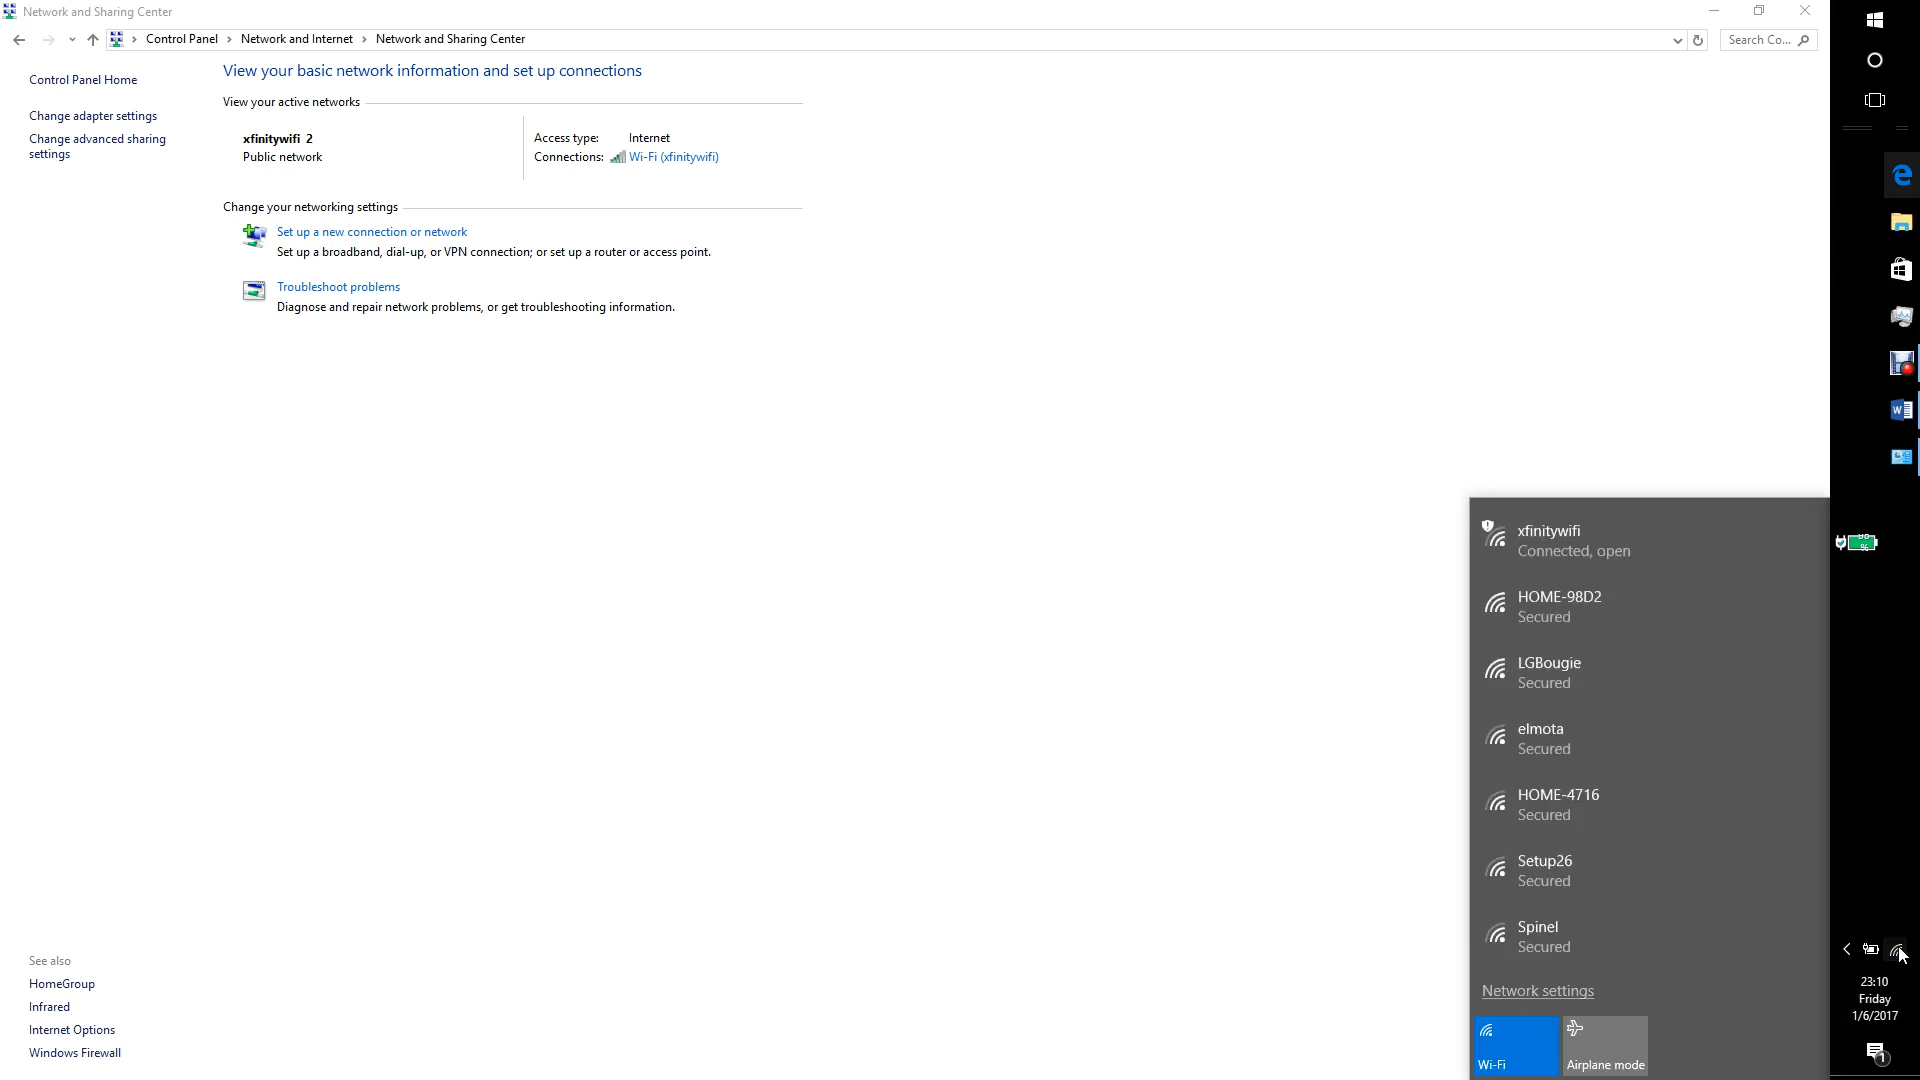 Network and Sharing Center
Control Panel > Network and Internet > Network and Sharing Center
Search Co...
Control Panel Home
Change adapter settings
Change advanced sharing
settings
View your basic network information and set up connections
View your active networks
xfinitywifi 2
Public network
Access type: Internet
Connections: Wi-Fi (xfinitywifi)
Change your networking settings
Set up a new connection or network
Set up a broadband, dial-up, or VPN connection; or set up a router or access point.
Troubleshoot problems
Diagnose and repair network problems, or get troubleshooting information.
See also
HomeGroup
Infrared
Internet Options
Windows Firewall
xfinitywifi
Connected, open
HOME-98D2
Secured
LGBougie
Secured
elmota
Secured
HOME-4716
Secured
Setup26
Secured
Spinel
Secured
Network settings
Wi-Fi
Airplane mode
%
23:10
Friday
1/6/2017
1